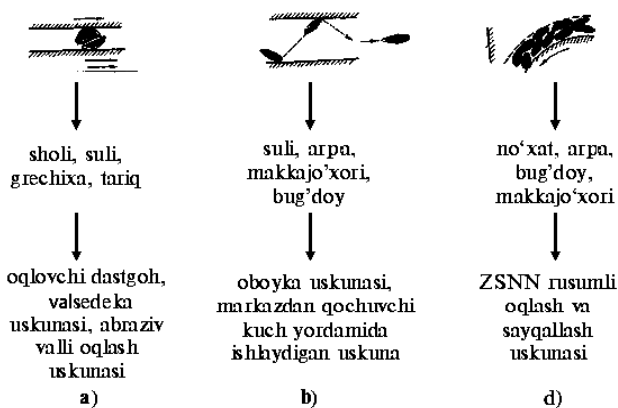 sholi, suli,
grechixa, tariq
oqlovchi dastgoh,
valsedeka
uskunasi, abraziv
valli oqlash
uskunasi
a)
suli, arpa,
makkajo’xori,
bug’doy
oboyka uskunasi,
markazdan qochuvchi
kuch yordamida
ishlaydigan uskuna
b)
no‘xat, arpa,
bug’doy,
makkajo‘xori
ZSNN rusumli
oqlash va
sayqallash
uskunasi
d)